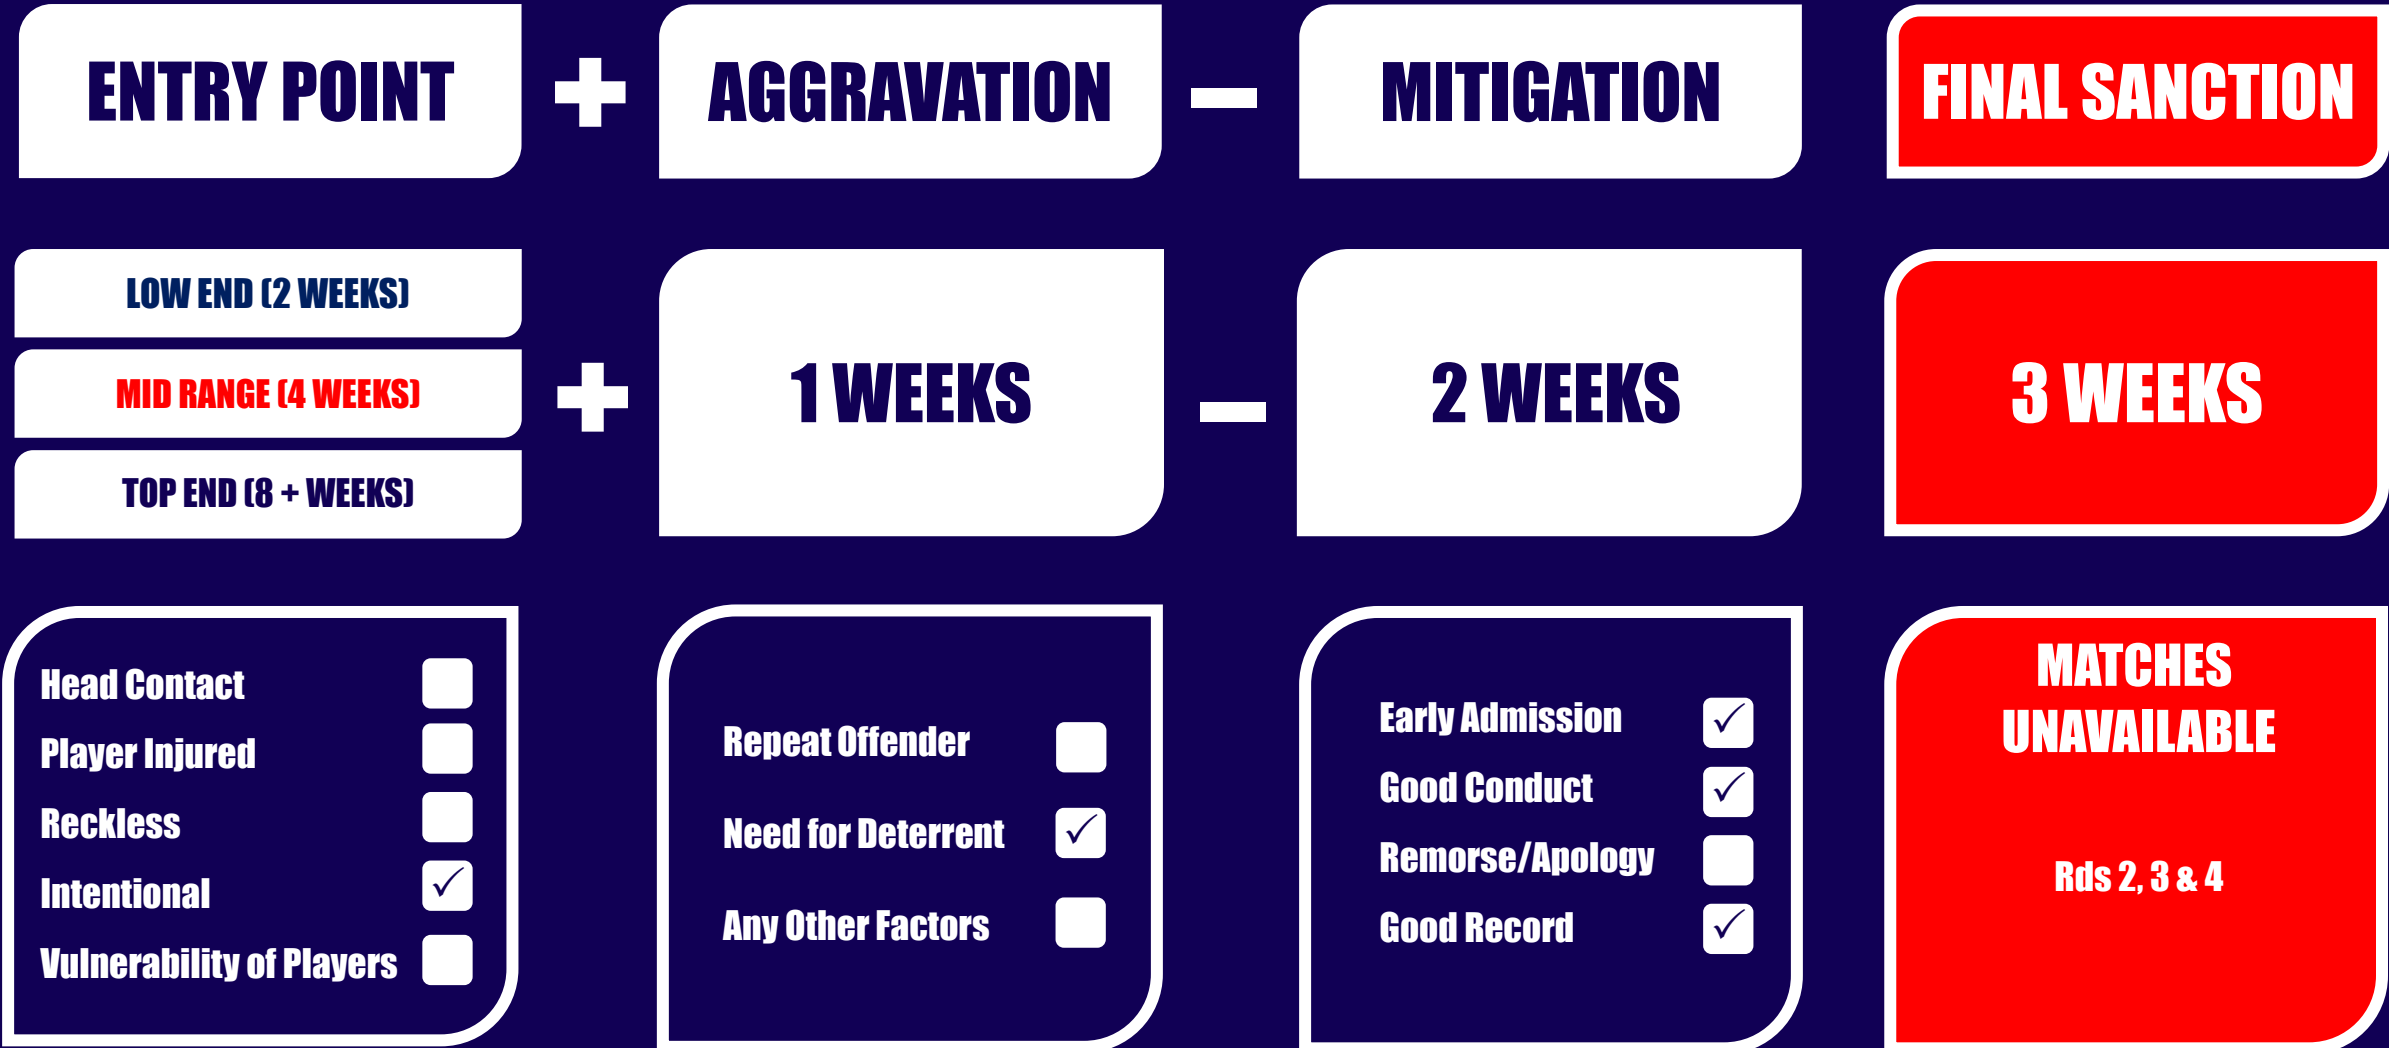 ENTRY POINT + AGGRAVATION − MITIGATION FINAL SANCTION
LOW END (2 WEEKS)
MID RANGE (4 WEEKS)
TOP END (8 + WEEKS)
+ 1 WEEKS − 2 WEEKS 3 WEEKS
Head Contact
Player Injured
Reckless
Intentional ✓
Vulnerability of Players
Repeat Offender
Need for Deterrent ✓
Any Other Factors
Early Admission ✓
Good Conduct ✓
Remorse/Apology
Good Record ✓
MATCHES
UNAVAILABLE
Rds 2, 3 & 4